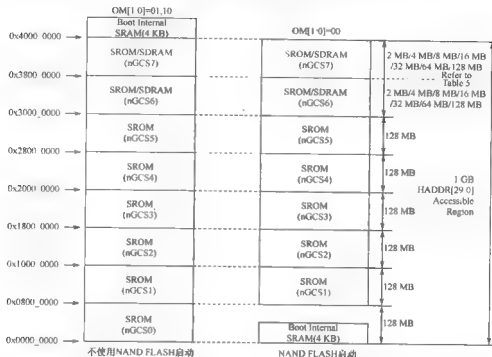 OM[1 0]=01,10
Boot Internal
SRAM(4 KB)
0x4000_0000
SROM/SDRAM
(nGCS7)
0x3800_0000
SROM/SDRAM
(nGCS6)
0x3000_0000
SROM
(nGCS5)
0x2800 0000
SROM
(nGCS4)
0x2000_0000
SROM
(nGCS3)
0x1800_0000
SROM
(nGCS2)
0x1000_0000
SROM
(nGCS1)
0x0800_0000
SROM
(nGCS0)
0x0000_0000
不使用NAND FLASH启动
OM[1 0]=00
SROM/SDRAM
(nGCS7)
SROM/SDRAM
(nGCS6)
SROM
(nGCS5)
SROM
(nGCS4)
SROM
(nGCS3)
SROM
(nGCS2)
SROM
(nGCS1)
Boot Internal
SRAM(4 KB)
NAND FLASH启动
2 MB/4 MB/8 MB/16 MB
/32 MB/64 MB/128 MB
Refer to
Table 5
2 MB/4 MB/8 MB/16 MB
/32 MB/64 MB/128 MB
128 MB
128 MB
128 MB
128 MB
128 MB
128 MB
1 GB
HADDR[29 0]
Accessible
Region